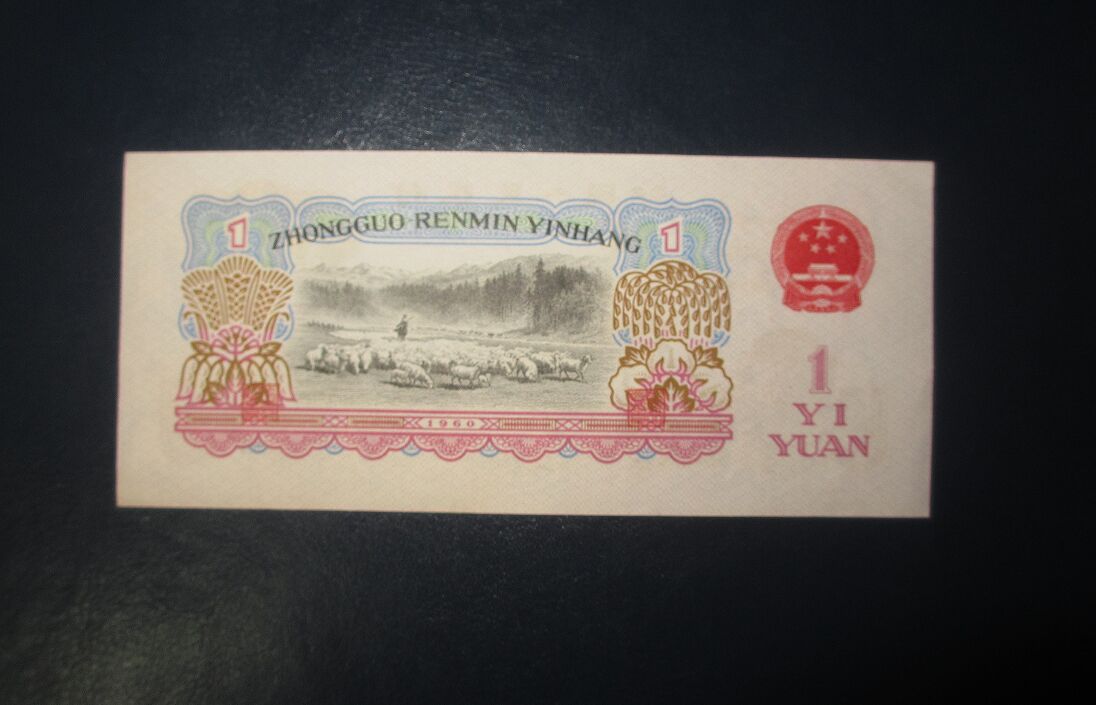 1 ZHONGGUO RENMIN YINHANG 1
1960
1
YI
YUAN